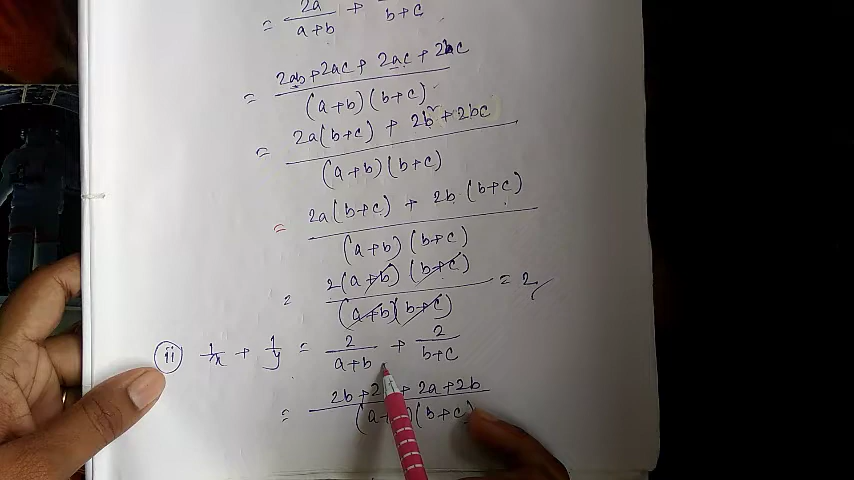 = 2a/a+b + /b+c
= 2ab+2ac+ 2ac + 2bc/(a+b)(b+c)
= 2a(b+c) + 2b² + 2bc/(a+b)(b+c)
= 2a(b+c) + 2b (b+c)/(a+b)(b+c)
= 2(a+b)(b+c)/(a+b)(b+c) = 2
(ii) 1/x + 1/y = 2/a+b + 2/b+c
= 2b+2 + 2a+2b/(a+)(b+c)